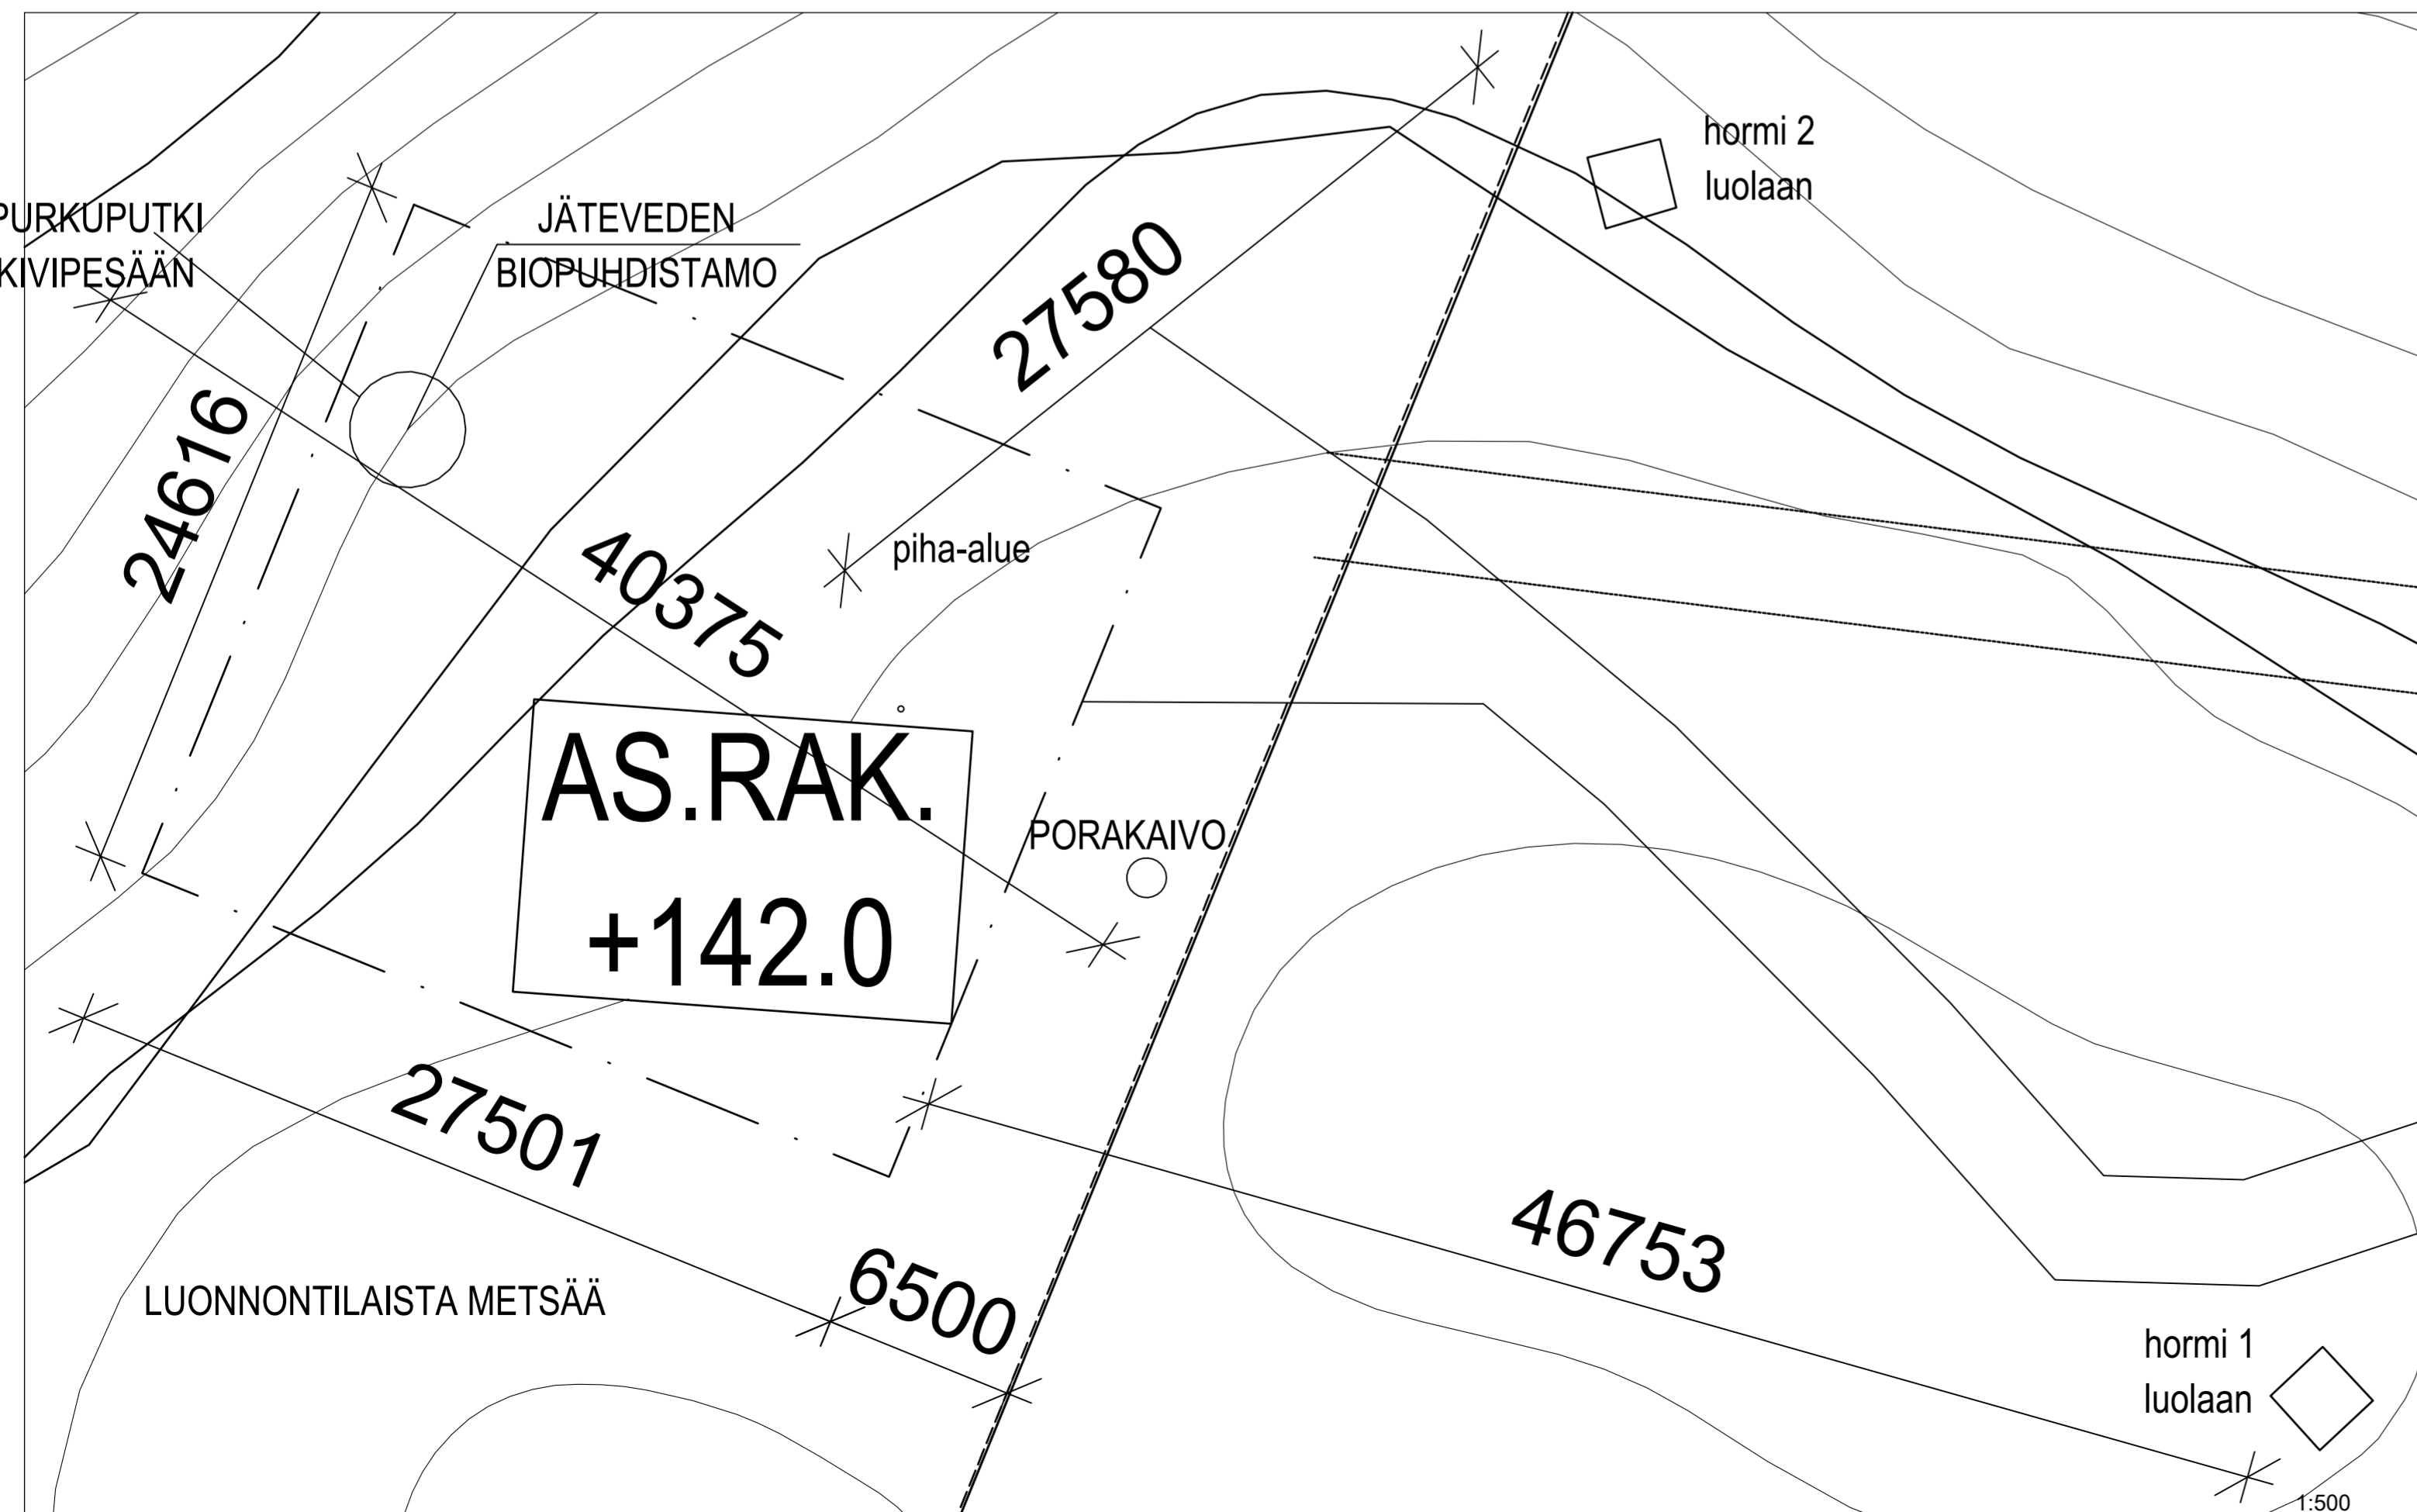 hormi 2
luolaan
PURKUPUTKI
KIVIPESÄÄN
JÄTEVEDEN
BIOPUHDISTAMO
27580
24616
40375
piha-alue
AS.RAK.
+142.0
PORAKAIVO
27501
6500
46753
LUONNONTILAISTA METSÄÄ
hormi 1
luolaan
1:500